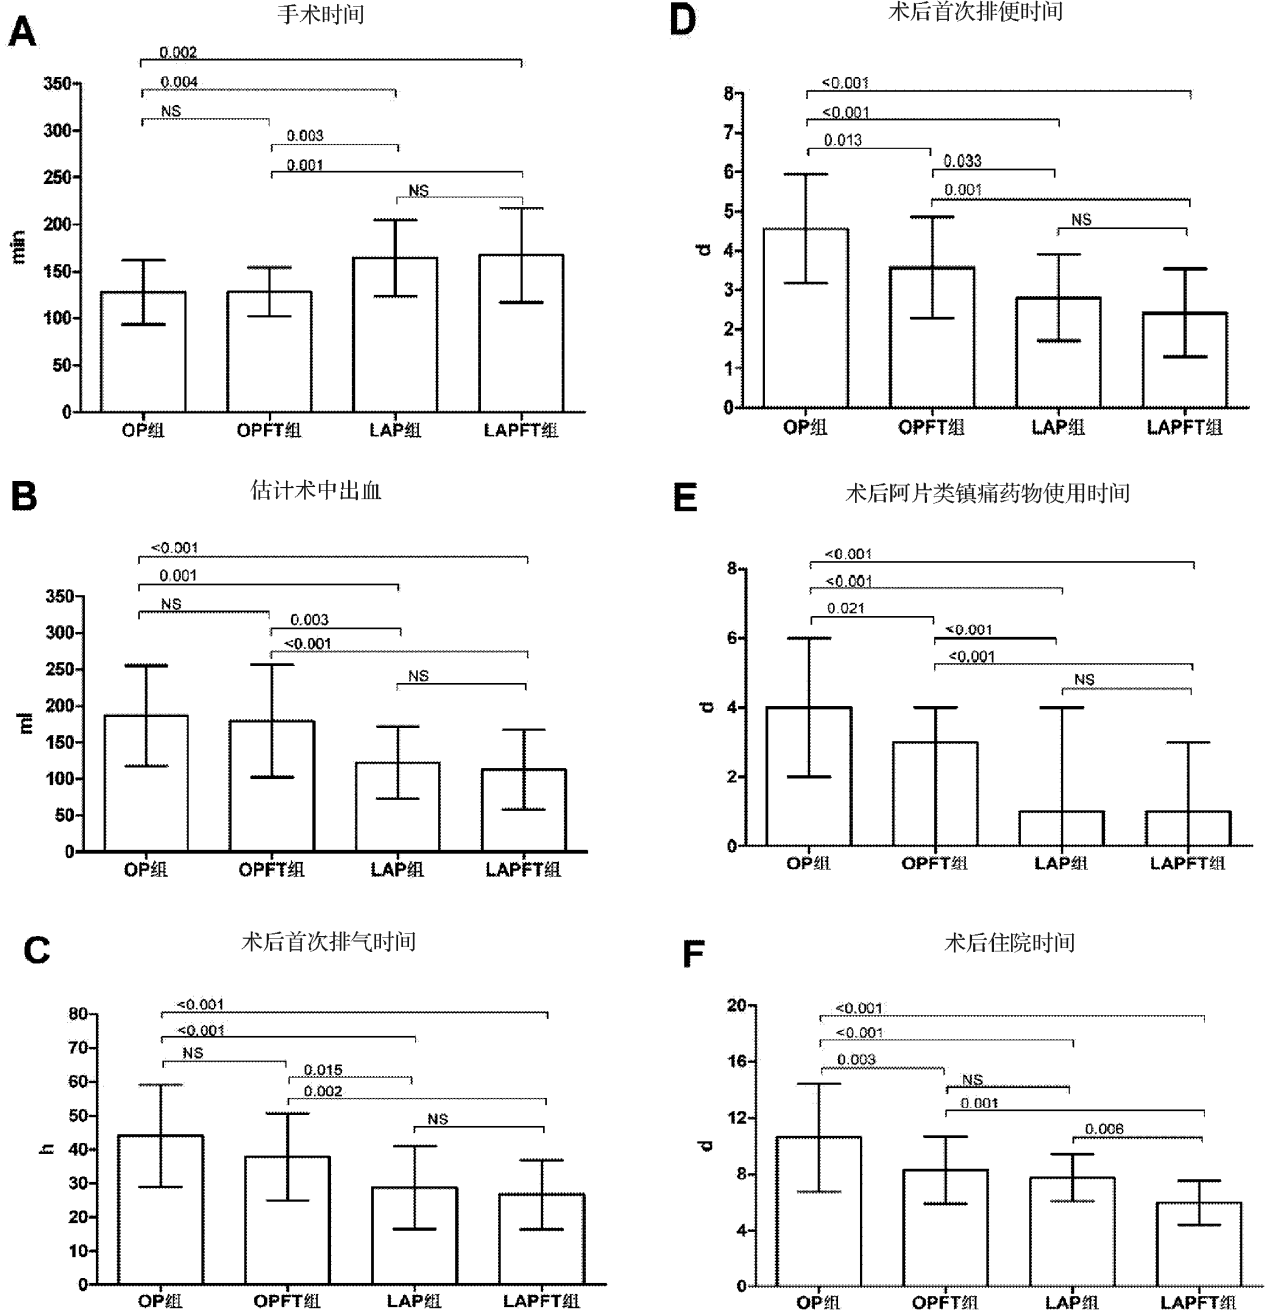 A
手术时间
0.002
0.004
NS
0.003
0.001
NS
350
300
250
200
150
100
50
0
min
OP组 OPFT组 LAP组 LAPFT组
B
估计术中出血
<0.001
0.001
NS
0.003
<0.001
NS
350
300
250
200
150
100
50
0
ml
OP组 OPFT组 LAP组 LAPFT组
C
术后首次排气时间
<0.001
<0.001
NS
0.015
0.002
NS
80
70
60
50
40
30
20
10
0
h
OP组 OPFT组 LAP组 LAPFT组
D
术后首次排便时间
<0.001
<0.001
0.013
0.033
0.001
NS
8
7
6
5
4
3
2
1
0
d
OP组 OPFT组 LAP组 LAPFT组
E
术后阿片类镇痛药物使用时间
<0.001
<0.001
0.021
<0.001
<0.001
NS
8
6
4
2
0
d
OP组 OPFT组 LAP组 LAPFT组
F
术后住院时间
<0.001
<0.001
0.003
NS
0.001
0.006
20
16
12
8
4
0
d
OP组 OPFT组 LAP组 LAPFT组